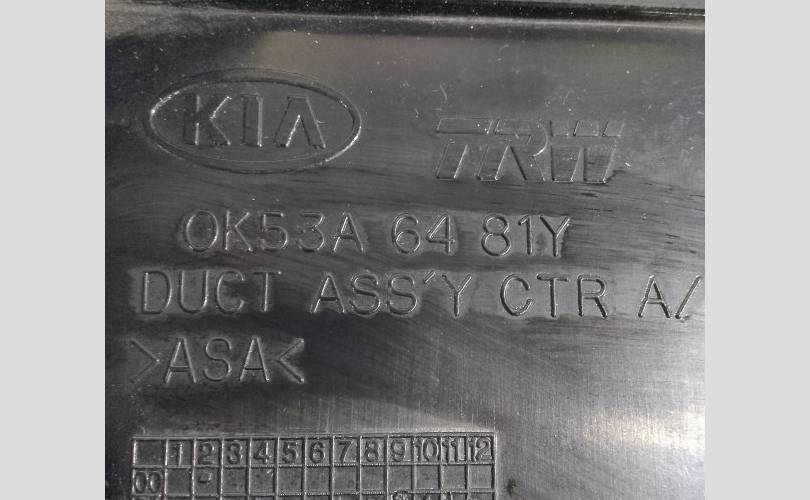 KIA TRW
0K53A 64 81Y
DUCT ASS'Y CTR A/
>ASA<
1 2 3 4 5 6 7 8 9 10 11 12
00